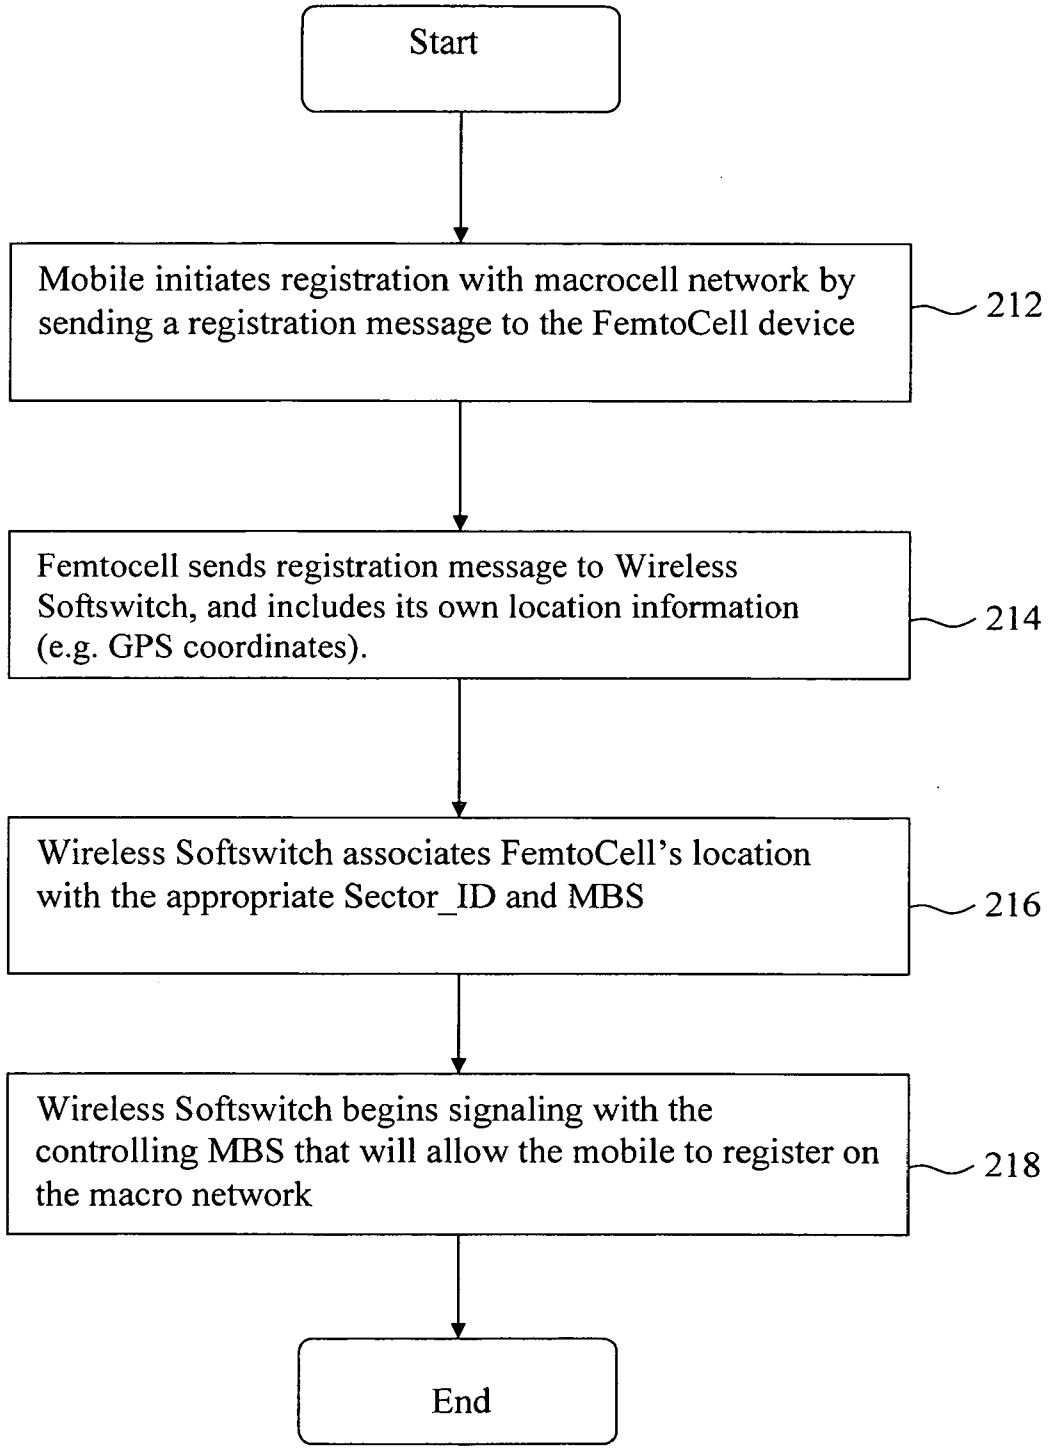 Start
Mobile initiates registration with macrocell network by
sending a registration message to the FemtoCell device
212
Femtocell sends registration message to Wireless
Softswitch, and includes its own location information
(e.g. GPS coordinates).
214
Wireless Softswitch associates FemtoCell's location
with the appropriate Sector_ID and MBS
216
Wireless Softswitch begins signaling with the
controlling MBS that will allow the mobile to register on
the macro network
218
End